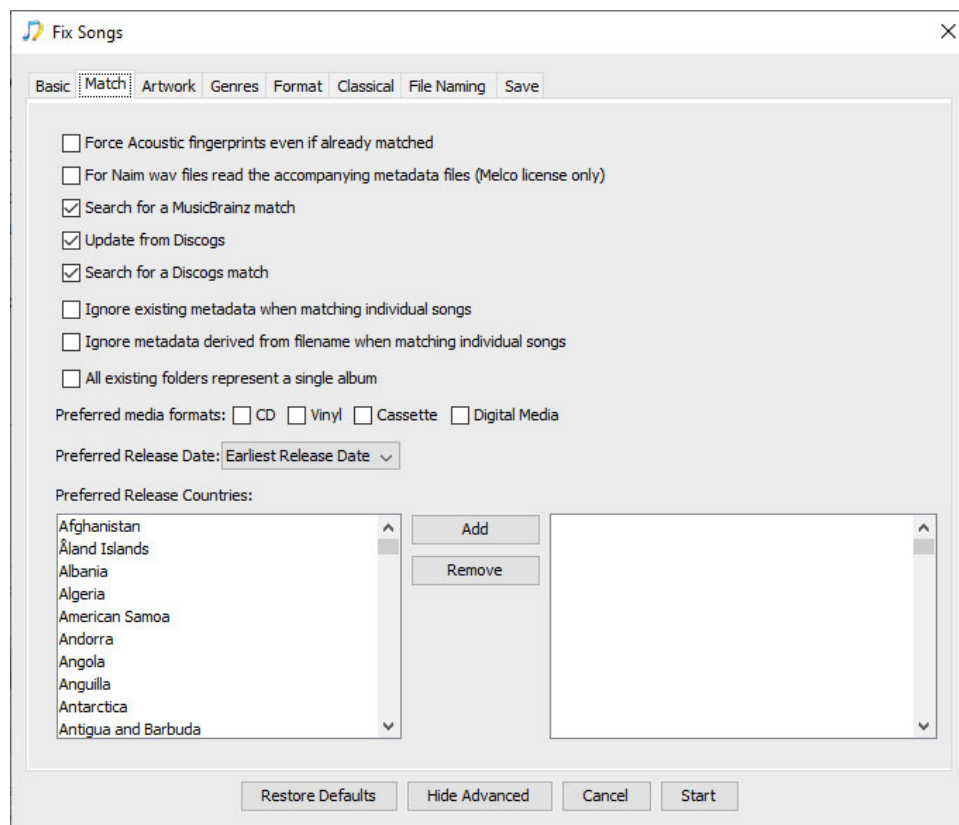 Fix Songs
Basic Match Artwork Genres Format Classical File Naming Save
Force Acoustic fingerprints even if already matched
For Naim wav files read the accompanying metadata files (Melco license only)
Search for a MusicBrainz match
Update from Discogs
Search for a Discogs match
Ignore existing metadata when matching individual songs
Ignore metadata derived from filename when matching individual songs
All existing folders represent a single album
Preferred media formats: CD Vinyl Cassette Digital Media
Preferred Release Date: Earliest Release Date
Preferred Release Countries:
Afghanistan
Åland Islands
Albania
Algeria
American Samoa
Andorra
Angola
Anguilla
Antarctica
Antigua and Barbuda
Add
Remove
Restore Defaults Hide Advanced Cancel Start